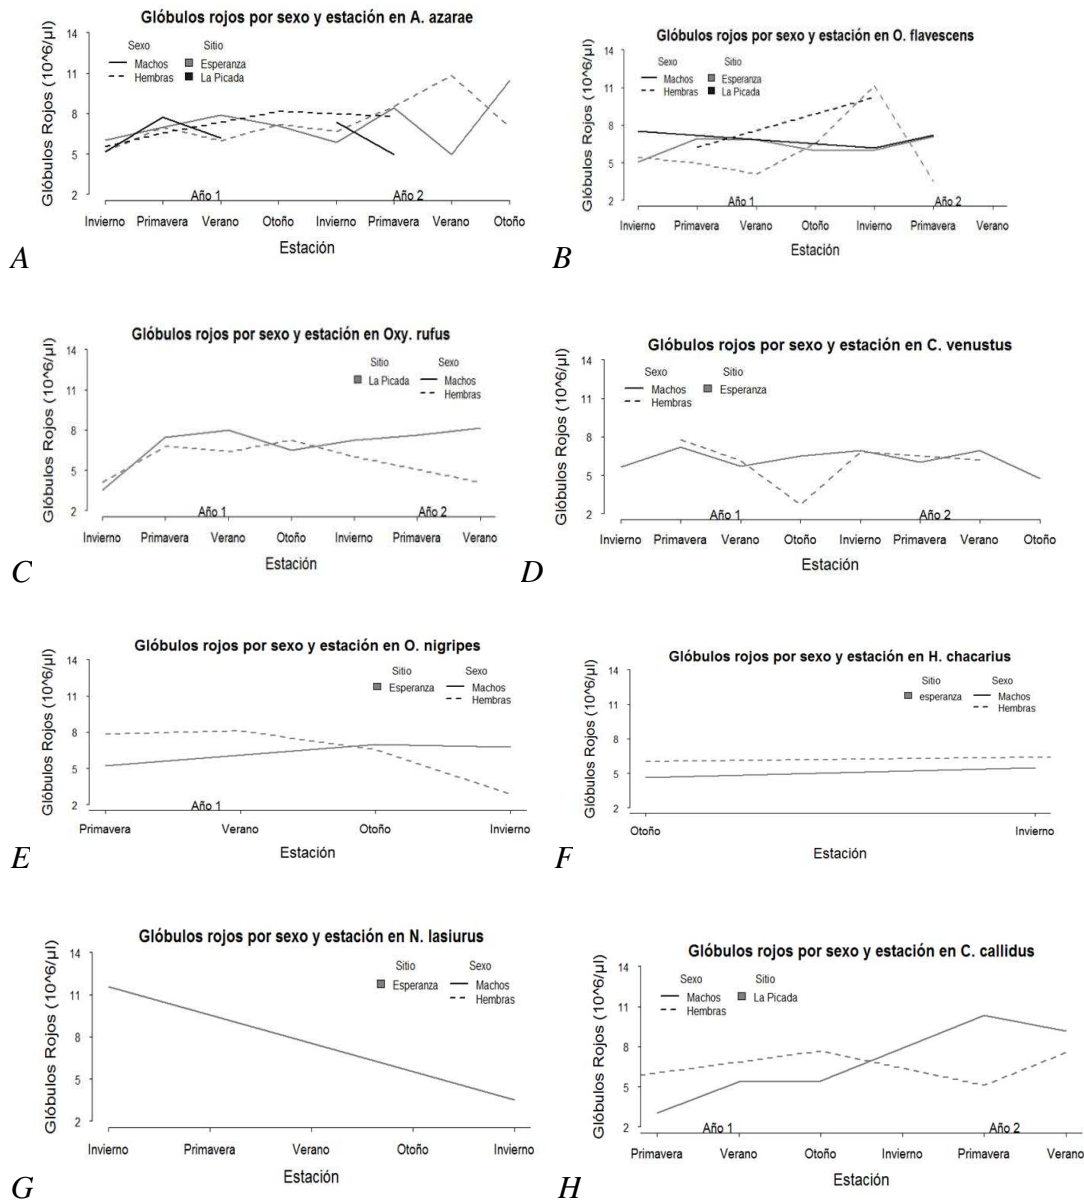 Glóbulos rojos por sexo y estación en A. azarae
Glóbulos Rojos (10^6/µl)
14
11
8
5
2
Sexo Sitio
Machos Esperanza
Hembras La Picada
Año 1 Año 2
Invierno Primavera Verano Otoño Invierno Primavera Verano Otoño
Estación
A
Glóbulos rojos por sexo y estación en O. flavescens
Glóbulos Rojos (10^6/µl)
14
11
8
5
2
Sexo Sitio
Machos Esperanza
Hembras La Picada
Año 1 Año 2
Invierno Primavera Verano Otoño Invierno Primavera Verano
Estación
B
Glóbulos rojos por sexo y estación en Oxy. rufus
Glóbulos Rojos (10^6/µl)
14
11
8
5
2
Sitio Sexo
La Picada Machos
Hembras
Año 1 Año 2
Invierno Primavera Verano Otoño Invierno Primavera Verano
Estación
C
Glóbulos rojos por sexo y estación en C. venustus
Glóbulos Rojos (10^6/µl)
14
11
8
5
2
Sexo Sitio
Machos Esperanza
Hembras
Año 1 Año 2
Invierno Primavera Verano Otoño Invierno Primavera Verano Otoño
Estación
D
Glóbulos rojos por sexo y estación en O. nigripes
Glóbulos Rojos (10^6/µl)
14
11
8
5
2
Sitio Sexo
Esperanza Machos
Hembras
Año 1
Primavera Verano Otoño Invierno
Estación
E
Glóbulos rojos por sexo y estación en H. chacarius
Glóbulos Rojos (10^6/µl)
14
11
8
5
2
Sitio Sexo
esperanza Machos
Hembras
Otoño Invierno
Estación
F
Glóbulos rojos por sexo y estación en N. lasiurus
Glóbulos Rojos (10^6/µl)
14
11
8
5
2
Sitio Sexo
Esperanza Machos
Hembras
Invierno Primavera Verano Otoño Invierno
Estación
G
Glóbulos rojos por sexo y estación en C. callidus
Glóbulos Rojos (10^6/µl)
14
11
8
5
2
Sexo Sitio
Machos La Picada
Hembras
Año 1 Año 2
Primavera Verano Otoño Invierno Primavera Verano
Estación
H